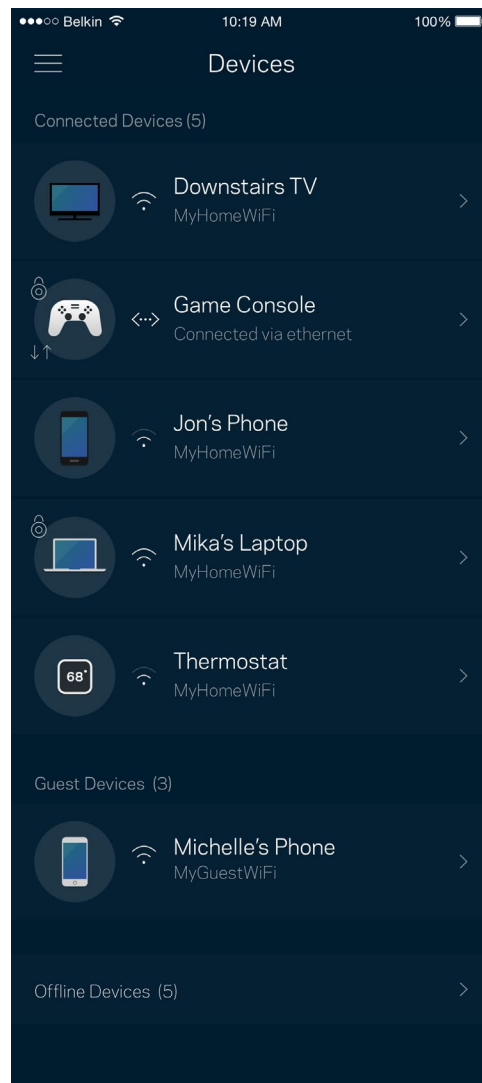 Belkin 10:19 AM 100%
Devices
Connected Devices (5)
Downstairs TV
MyHomeWiFi
Game Console
Connected via ethernet
Jon's Phone
MyHomeWiFi
Mika's Laptop
MyHomeWiFi
68°
Thermostat
MyHomeWiFi
Guest Devices (3)
Michelle's Phone
MyGuestWiFi
Offline Devices (5)